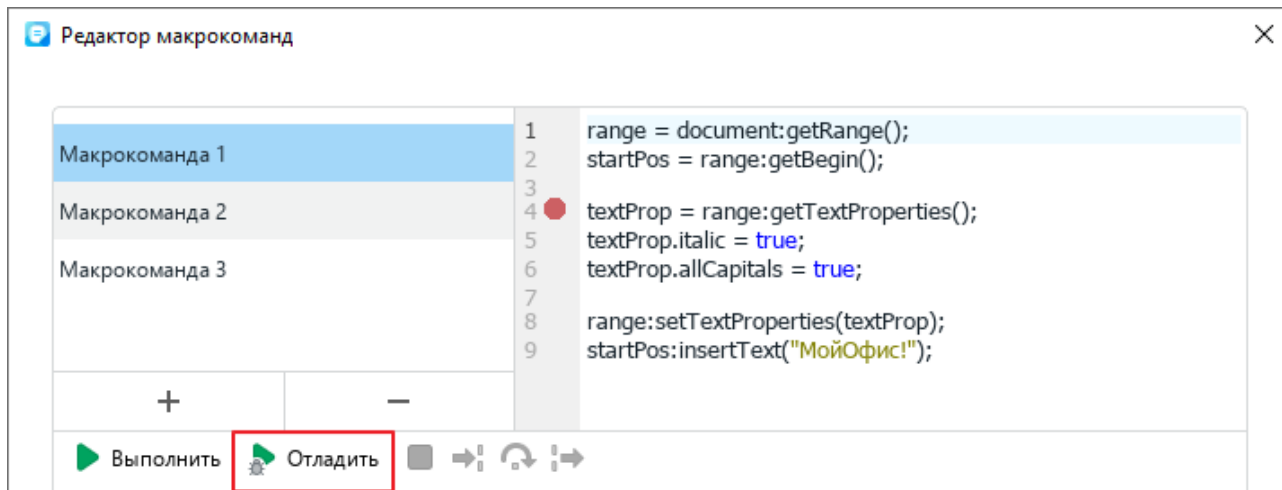 Редактор макрокоманд
Макрокоманда 1
Макрокоманда 2
Макрокоманда 3
1 range = document:getRange();
2 startPos = range:getBegin();
3
4 textProp = range:getTextProperties();
5 textProp.italic = true;
6 textProp.allCapitals = true;
7
8 range:setTextProperties(textProp);
9 startPos:insertText("МойОфис!");
Выполнить Отладить